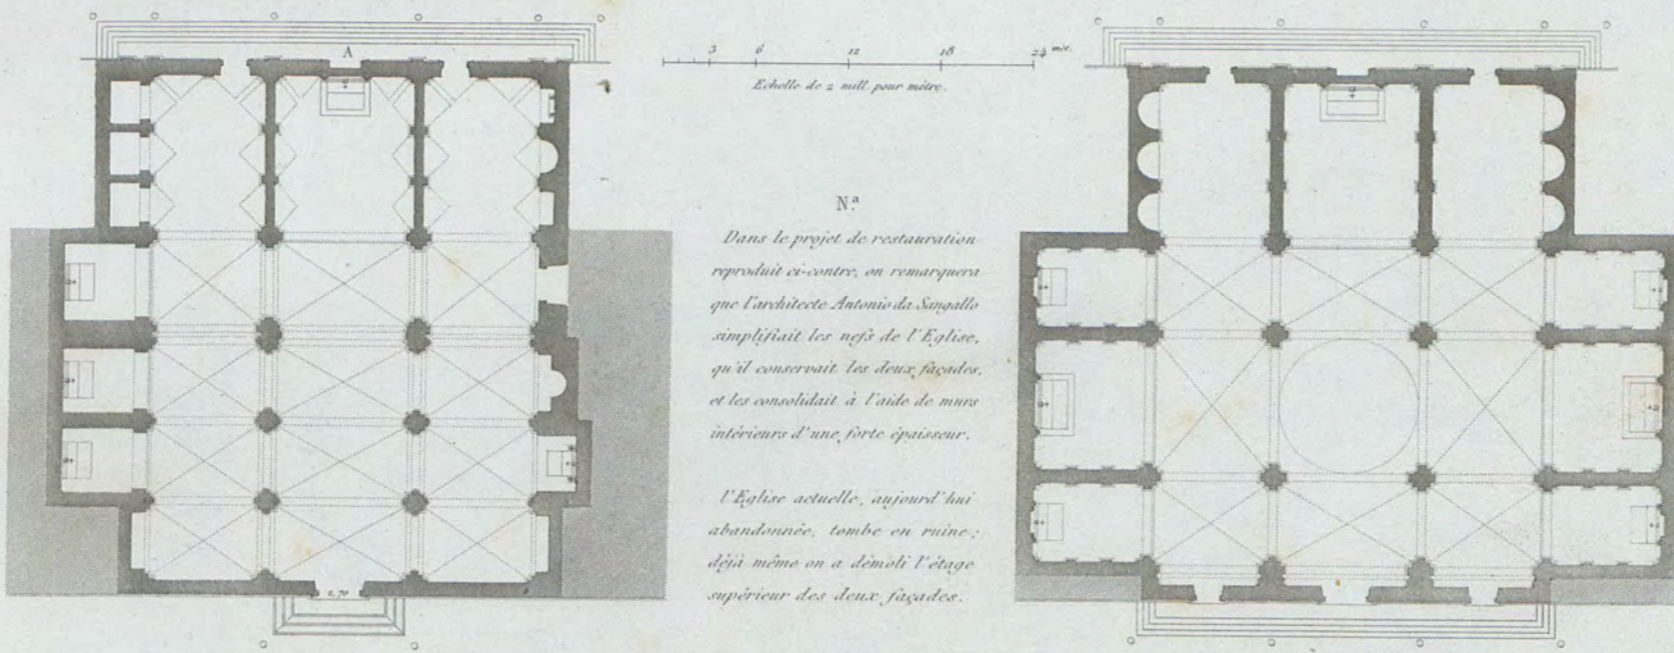 A
3 6 12 18 24 mèt.
Echelle de 2 mill. pour mètre.
N.ª
Dans le projet de restauration
reproduit ci-contre, on remarquera
que l'architecte Antonio da Sangallo
simplifiait les nefs de l'Eglise,
qu'il conservait les deux façades,
et les consolidait à l'aide de murs
intérieurs d'une forte épaisseur.
l'Eglise actuelle, aujourd'hui
abandonnée, tombe en ruine;
déjà même on a démoli l'étage
supérieur des deux façades.
2,70